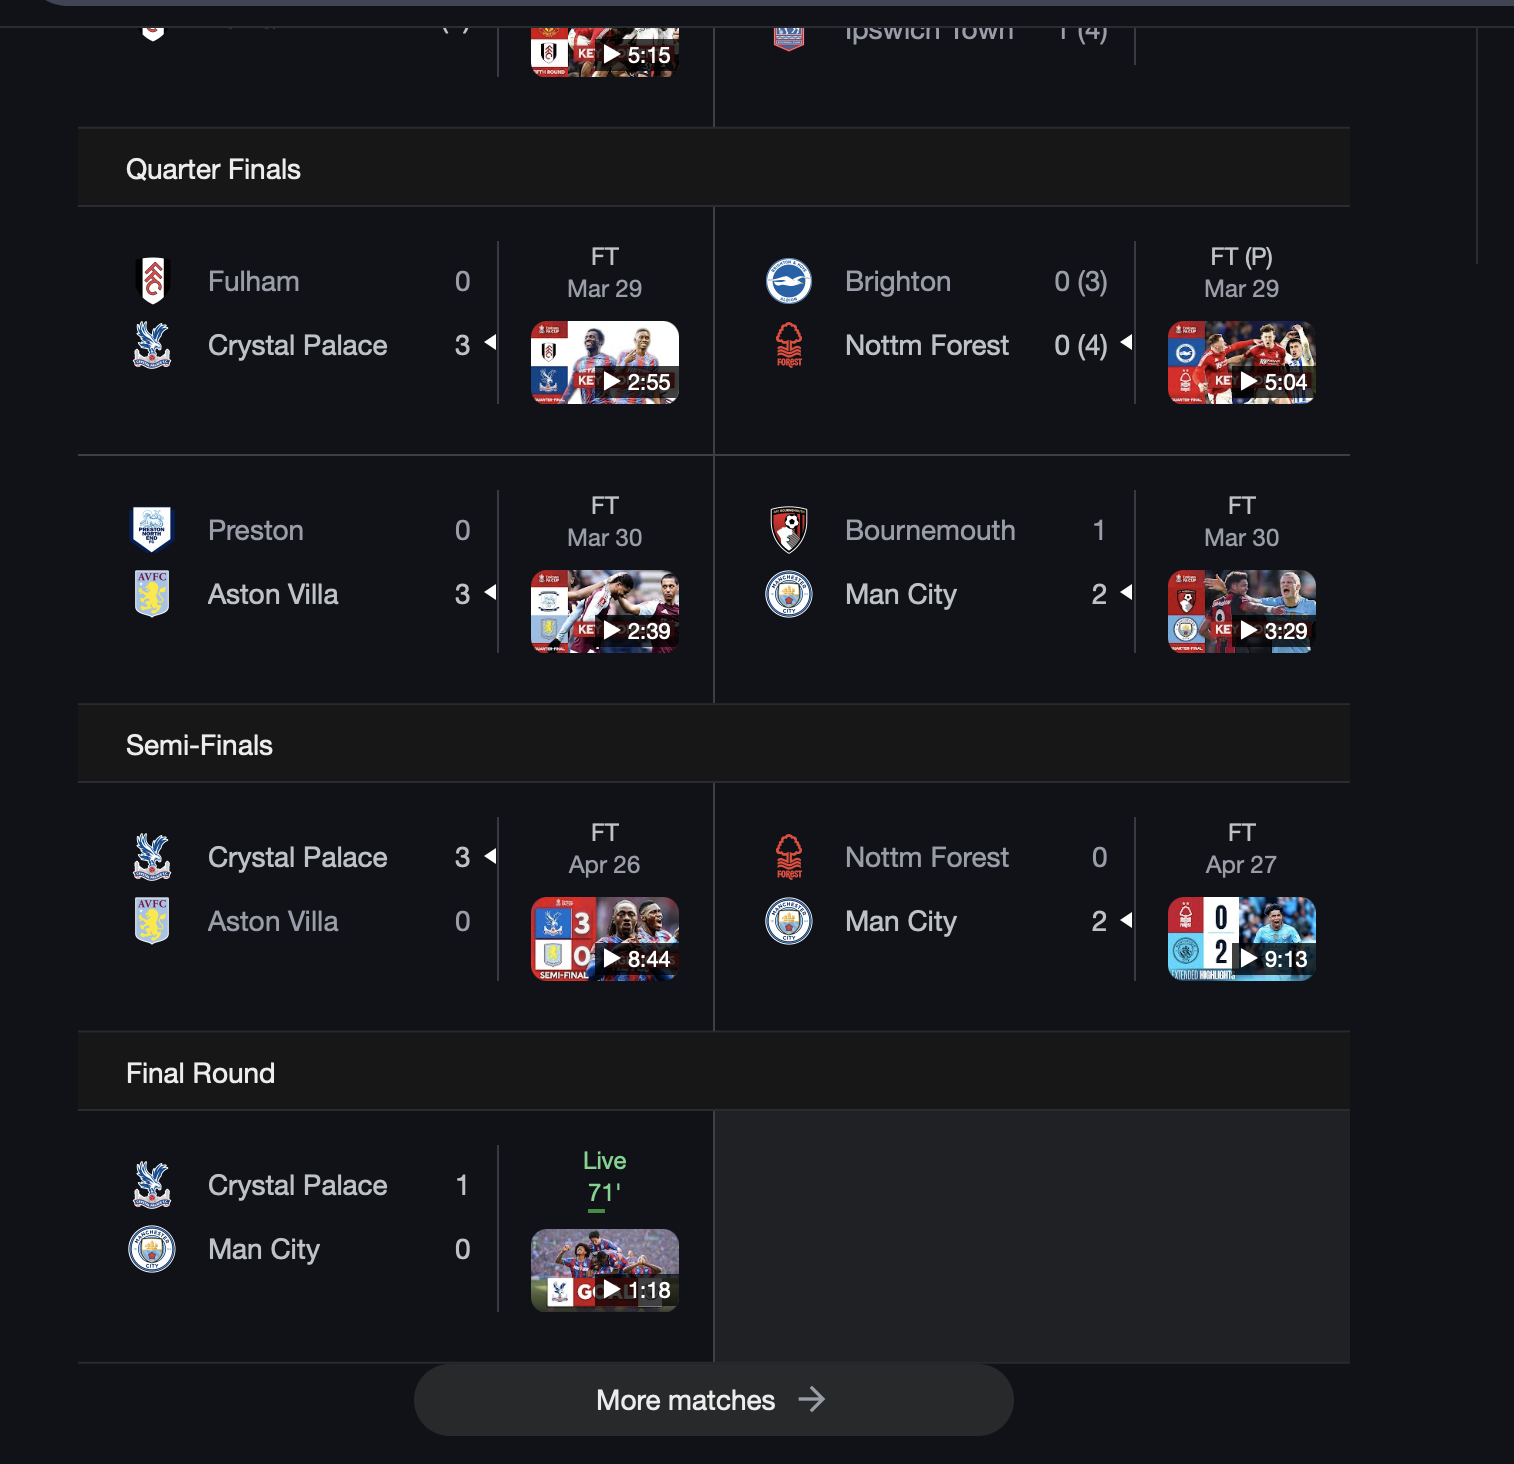 5:15
Ipswich Town 1 (4)
Quarter Finals
Fulham 0
Crystal Palace 3
FT
Mar 29
2:55
Brighton 0 (3)
Nottm Forest 0 (4)
FT (P)
Mar 29
5:04
Preston 0
Aston Villa 3
FT
Mar 30
2:39
Bournemouth 1
Man City 2
FT
Mar 30
3:29
Semi-Finals
Crystal Palace 3
Aston Villa 0
FT
Apr 26
3
0
SEMI-FINAL
8:44
Nottm Forest 0
Man City 2
FT
Apr 27
0
2
EXTENDED HIGHLIGHTS
9:13
Final Round
Crystal Palace 1
Man City 0
Live
71'
1:18
More matches